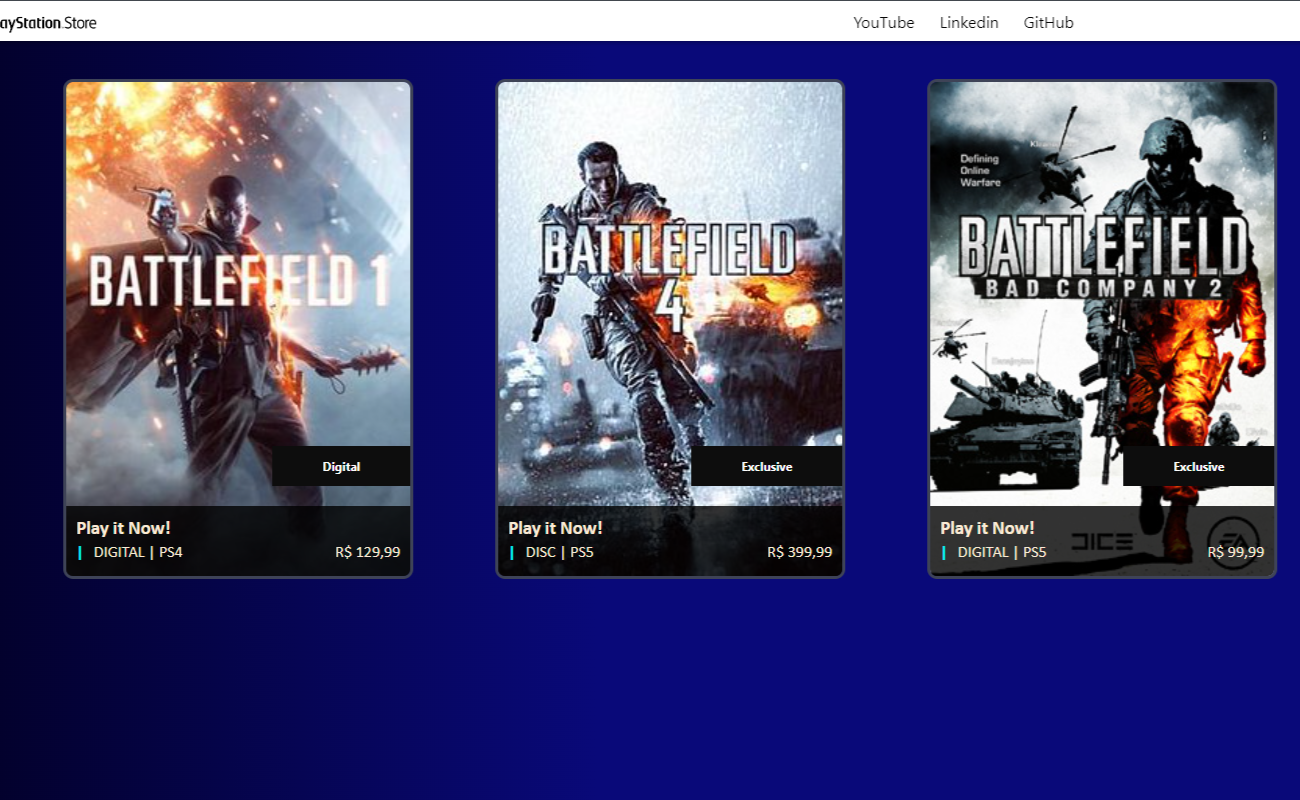 ayStation.Store
YouTube Linkedin GitHub
BATTLEFIELD 1
Digital
Play it Now!
| DIGITAL | PS4 R$ 129,99
BATTLEFIELD
4
Exclusive
Play it Now!
| DISC | PS5 R$ 399,99
Defining
Online
Warfare
BATTLEFIELD
BAD COMPANY 2
Exclusive
Play it Now!
| DIGITAL | PS5 R$ 99,99
DICE
EA